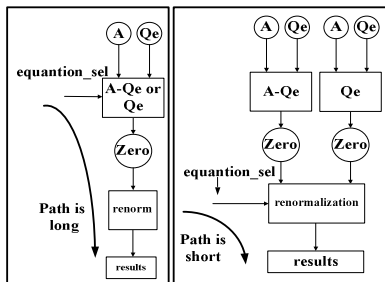 A
Qe
equantion_sel
A-Qe or
Qe
Zero
renorm
Path is
long
results
A
Qe
A
Qe
A-Qe
Qe
Zero
Zero
equantion_sel
renormalization
Path is
short
results